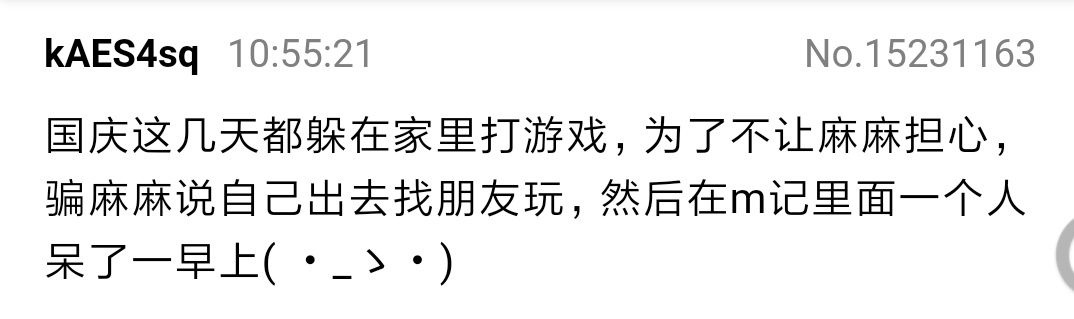 kAES4sq 10:55:21 No.15231163
国庆这几天都躲在家里打游戏，为了不让麻麻担心，
骗麻麻说自己出去找朋友玩，然后在m记里面一个人
呆了一早上( ・_ゝ・)